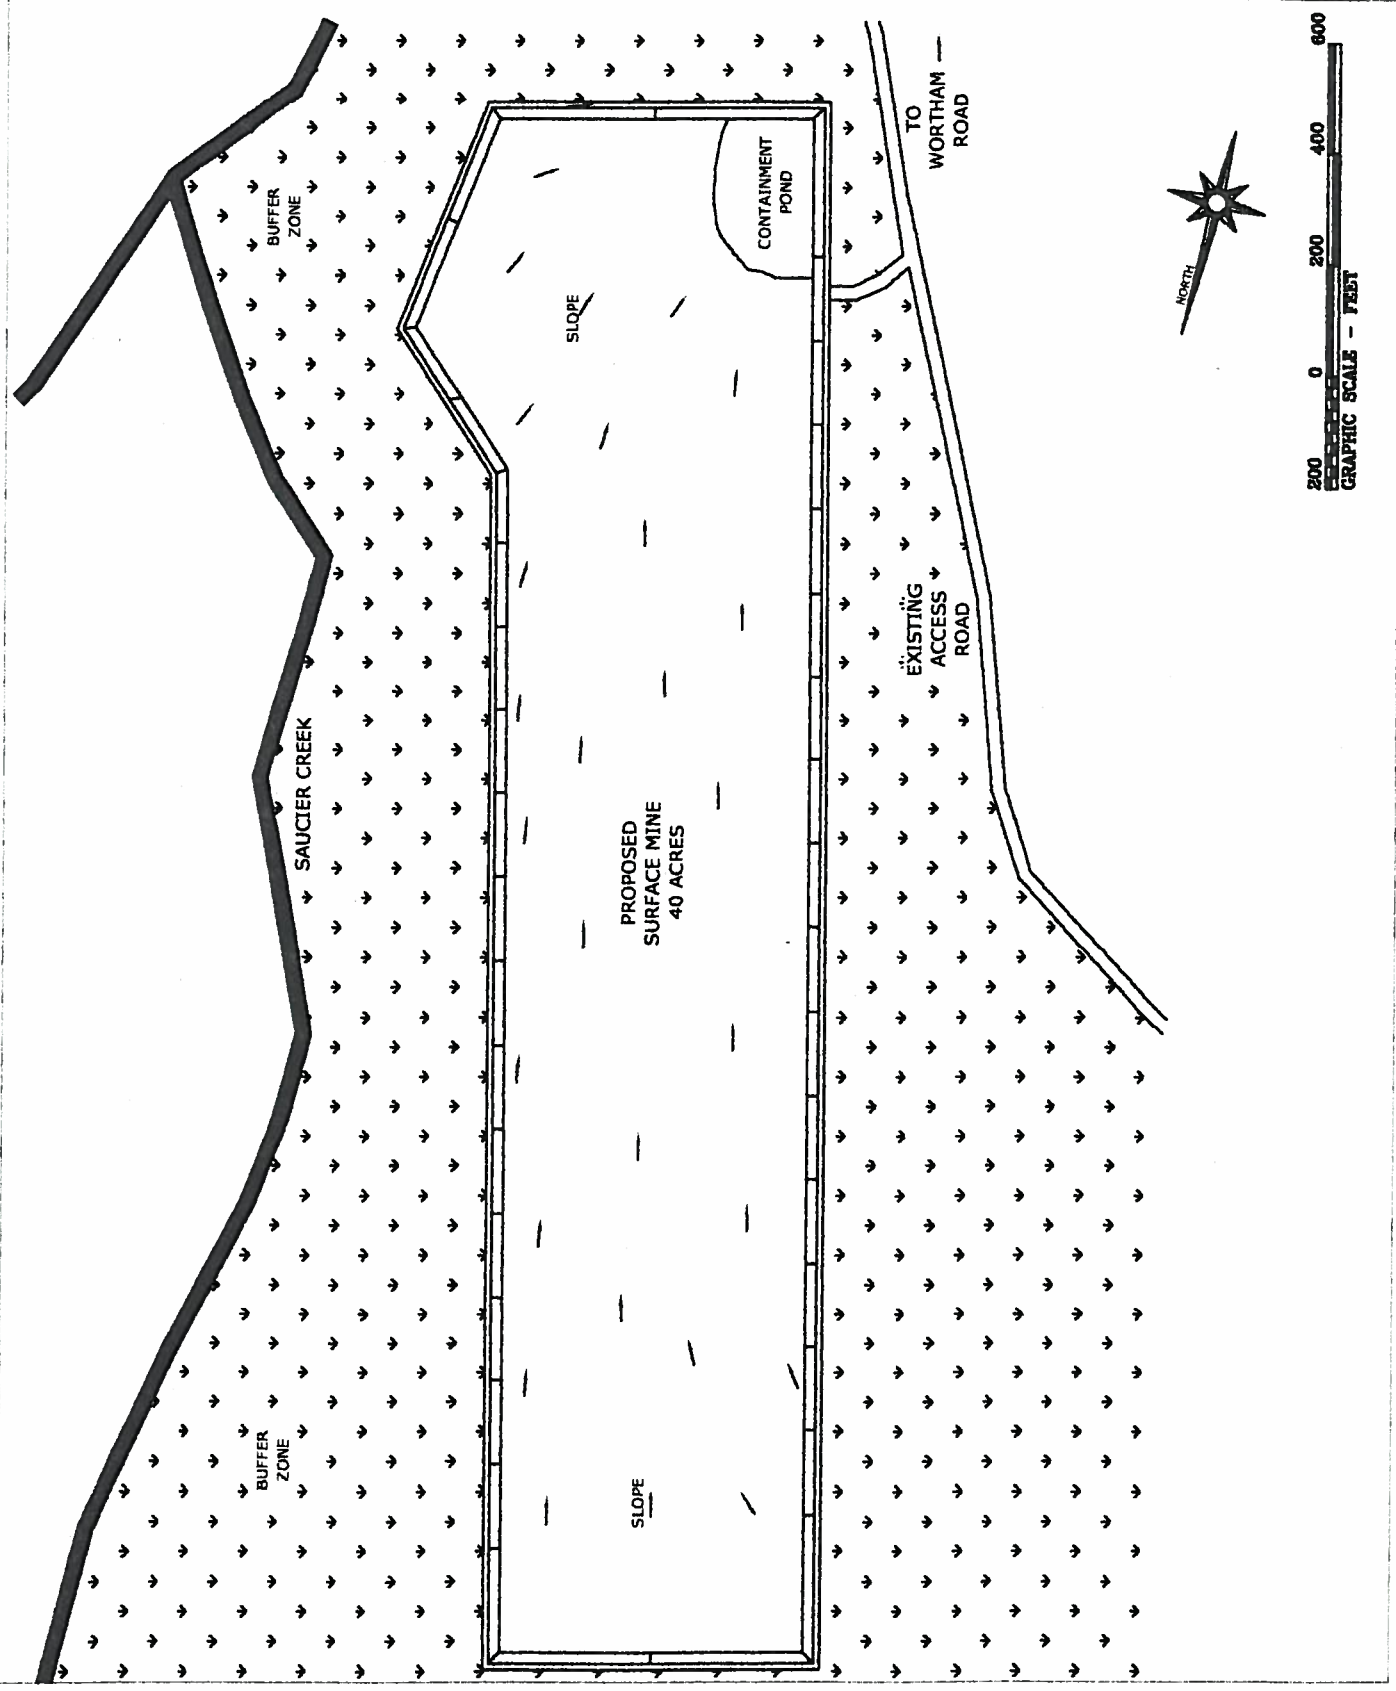 TO
WORTHAM
ROAD
BUFFER
ZONE
CONTAINMENT
POND
SLOPE
NORTH
600
400
200
0
200
GRAPHIC SCALE - FEET
EXISTING
ACCESS
ROAD
SAUCIER CREEK
PROPOSED
SURFACE MINE
40 ACRES
BUFFER
ZONE
SLOPE